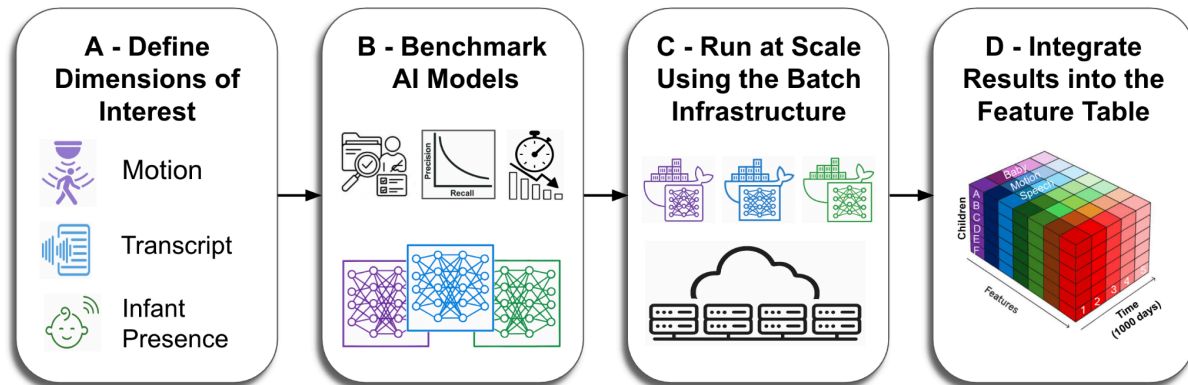 A - Define
Dimensions of
Interest
Motion
Transcript
Infant
Presence
B - Benchmark
AI Models
Precision
Recall
C - Run at Scale
Using the Batch
Infrastructure
D - Integrate
Results into the
Feature Table
Baby
Motion
Speech
Children
A
B
C
D
E
F
Features
1
2
3
4
5
Time
(1000 days)